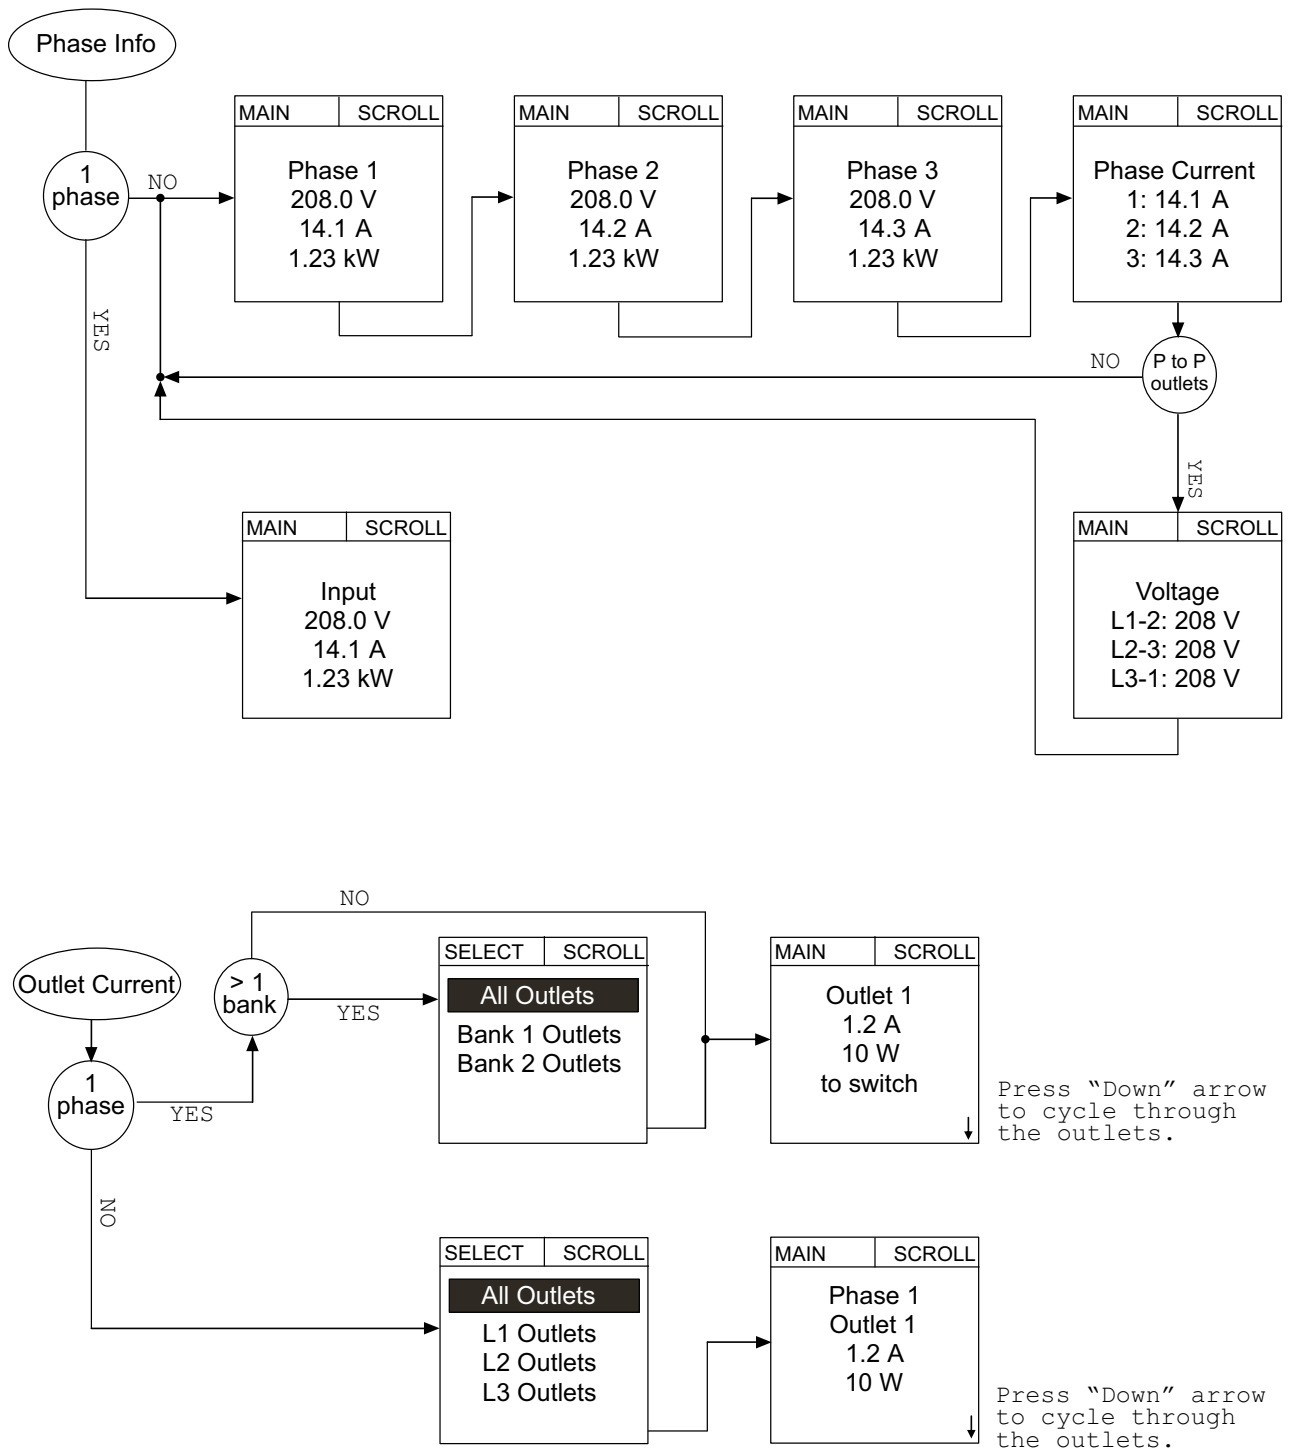 Phase Info
1
phase
NO
YES
MAIN SCROLL
Phase 1
208.0 V
14.1 A
1.23 kW
MAIN SCROLL
Phase 2
208.0 V
14.2 A
1.23 kW
MAIN SCROLL
Phase 3
208.0 V
14.3 A
1.23 kW
MAIN SCROLL
Phase Current
1: 14.1 A
2: 14.2 A
3: 14.3 A
P to P
outlets
NO
YES
MAIN SCROLL
Input
208.0 V
14.1 A
1.23 kW
MAIN SCROLL
Voltage
L1-2: 208 V
L2-3: 208 V
L3-1: 208 V
Outlet Current
1
phase
YES
NO
> 1
bank
NO
YES
SELECT SCROLL
All Outlets
Bank 1 Outlets
Bank 2 Outlets
MAIN SCROLL
Outlet 1
1.2 A
10 W
to switch
Press “Down” arrow
to cycle through
the outlets.
SELECT SCROLL
All Outlets
L1 Outlets
L2 Outlets
L3 Outlets
MAIN SCROLL
Phase 1
Outlet 1
1.2 A
10 W
Press “Down” arrow
to cycle through
the outlets.